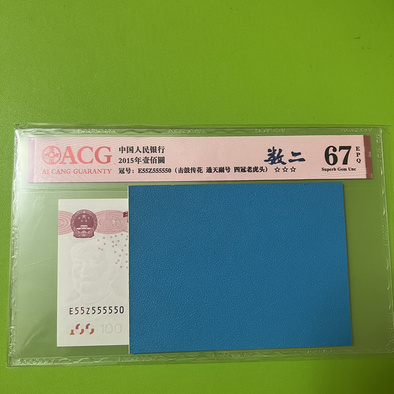 ACG
AI CANG GUARANTY
中国人民银行
2015年壹佰圆
冠号: E55Z555550 (击鼓传花 通天顺号 四冠老虎头) ☆☆☆
数二
67 EPQ
Superb Gem Unc
E55Z555550
100